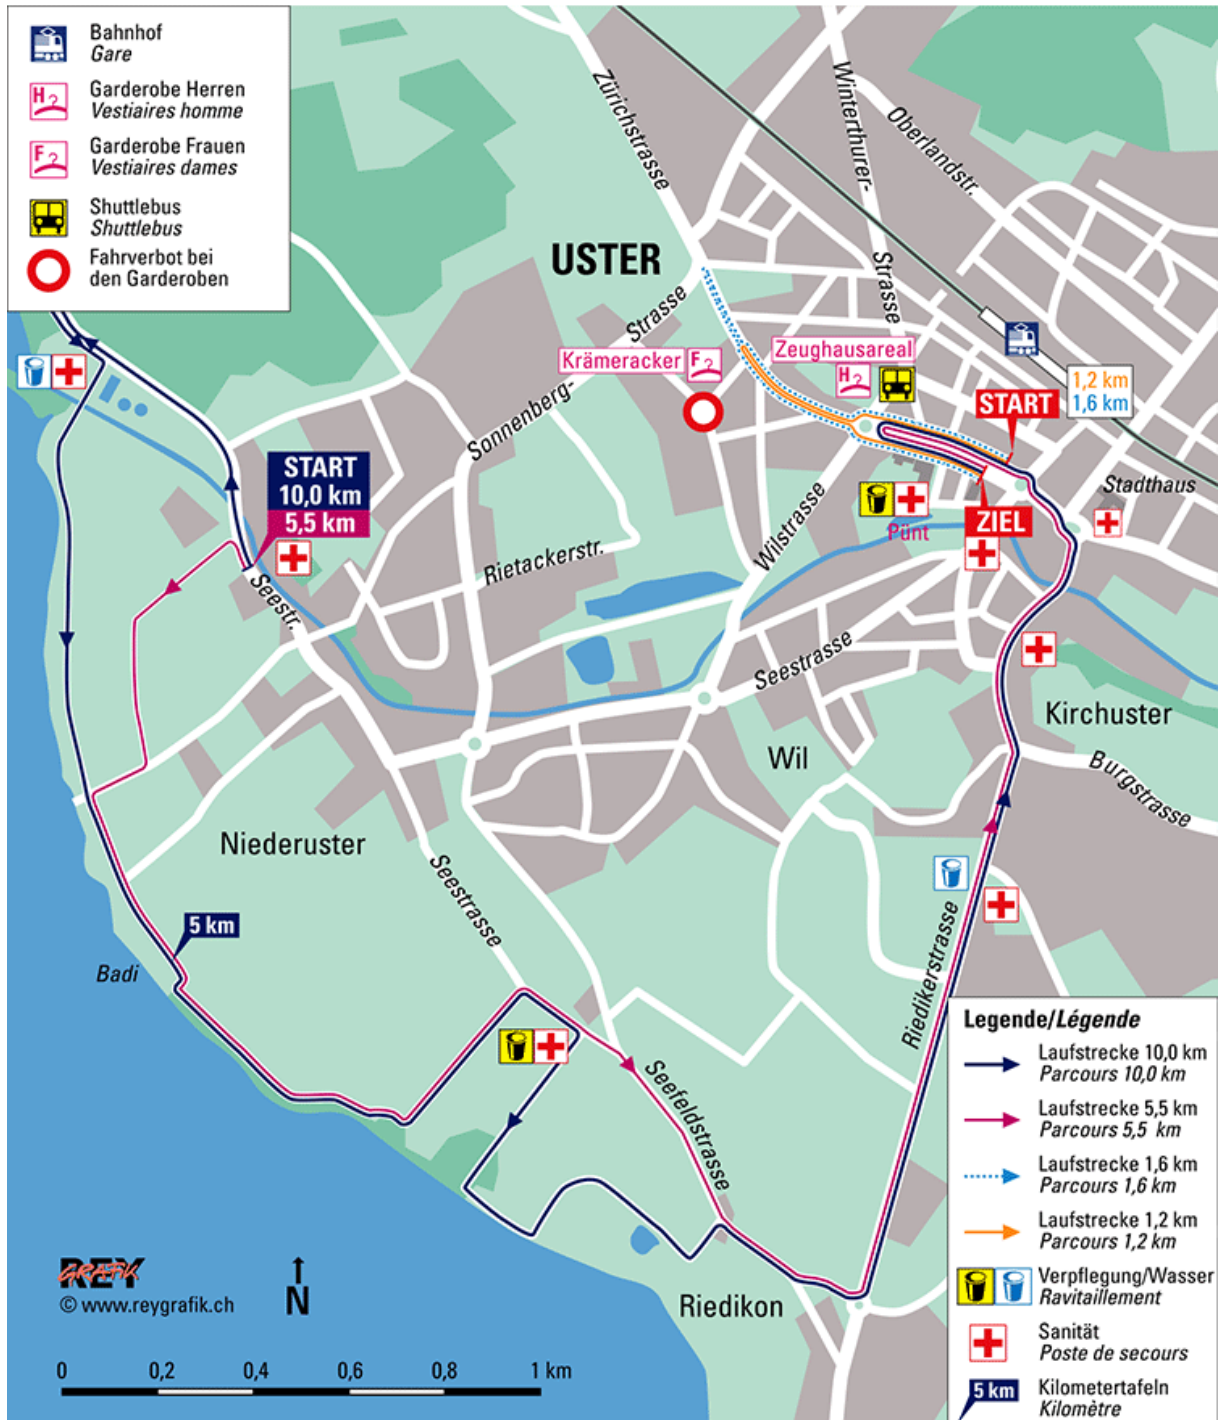 Bahnhof
Gare
Garderobe Herren
Vestiaires homme
Garderobe Frauen
Vestiaires dames
Shuttlebus
Shuttlebus
Fahrverbot bei
den Garderoben
H
F
Zürichstrasse
Winterthurer-
Strasse
Oberlandstr.
USTER
Sonnenberg-
Strasse
Krämeracker
F
Zeughausareal
H
1,2 km
1,6 km
START
Stadthaus
START
10,0 km
5,5 km
ZIEL
Pünt
Wilstrasse
Rietackerstr.
Seestr.
Seestrasse
Kirchuster
Wil
Burgstrasse
Niederuster
Seestrasse
5 km
Badi
Riedikerstrasse
Seefeldstrasse
Riedikon
Legende/Légende
Laufstrecke 10,0 km
Parcours 10,0 km
Laufstrecke 5,5 km
Parcours 5,5 km
Laufstrecke 1,6 km
Parcours 1,6 km
Laufstrecke 1,2 km
Parcours 1,2 km
Verpflegung/Wasser
Ravitaillement
Sanität
Poste de secours
5 km
Kilometertafeln
Kilomètre
REY
GRAFIK
© www.reygrafik.ch
N
0 0,2 0,4 0,6 0,8 1 km